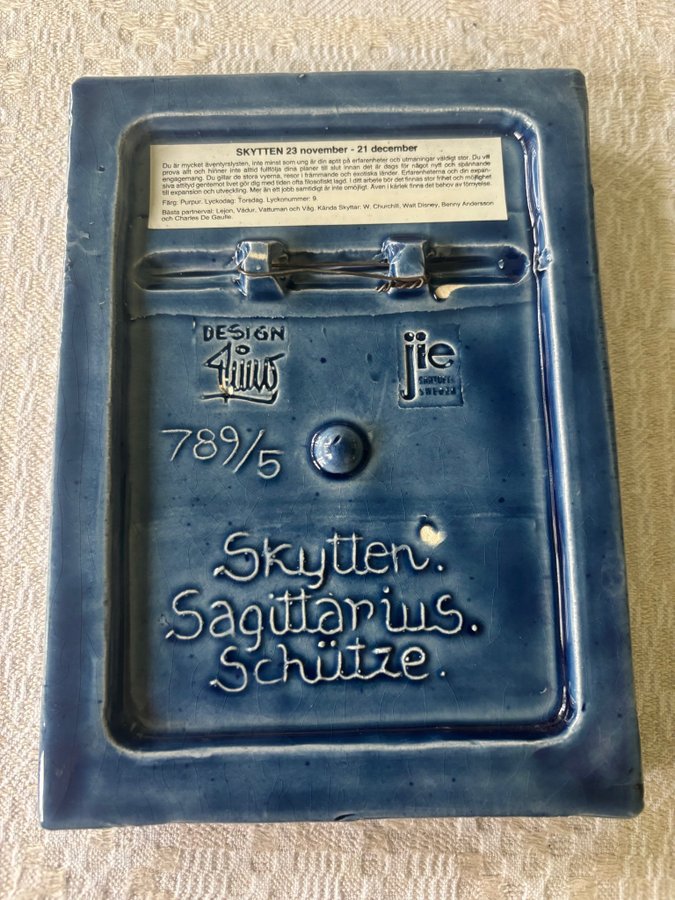 SKYTTEN 23 november - 21 december
Du är mycket äventyrslysten, inte minst som ung är din aptit på erfarenheter och utmaningar väldigt stor. Du vill
prova allt och hinner inte alltid fullfölja dina planer till slut innan det är dags för något nytt och spännande
engagemang. Du gillar de stora vyerna, resor i främmande och exotiska länder. Erfarenheterna och din expan-
siva attityd gentemot livet gör dig med tiden ofta filosofiskt lagd. I ditt arbete bör det finnas stor frihet och möjlighet
till expansion och utveckling. Mer än ett jobb samtidigt är inte omöjligt. Även i kärlek finns det behov av förnyelse.
Färg: Purpur. Lyckodag: Torsdag. Lyckonummer: 9.
Bästa partnerval: Lejon, Vädur, Vattuman och Våg. Kända Skyttar: W. Churchill, Walt Disney, Benny Andersson
och Charles De Gaulle.
DESIGN
jie
SWEDEN
789/5
Skytten.
Sagittarius.
Schütze.